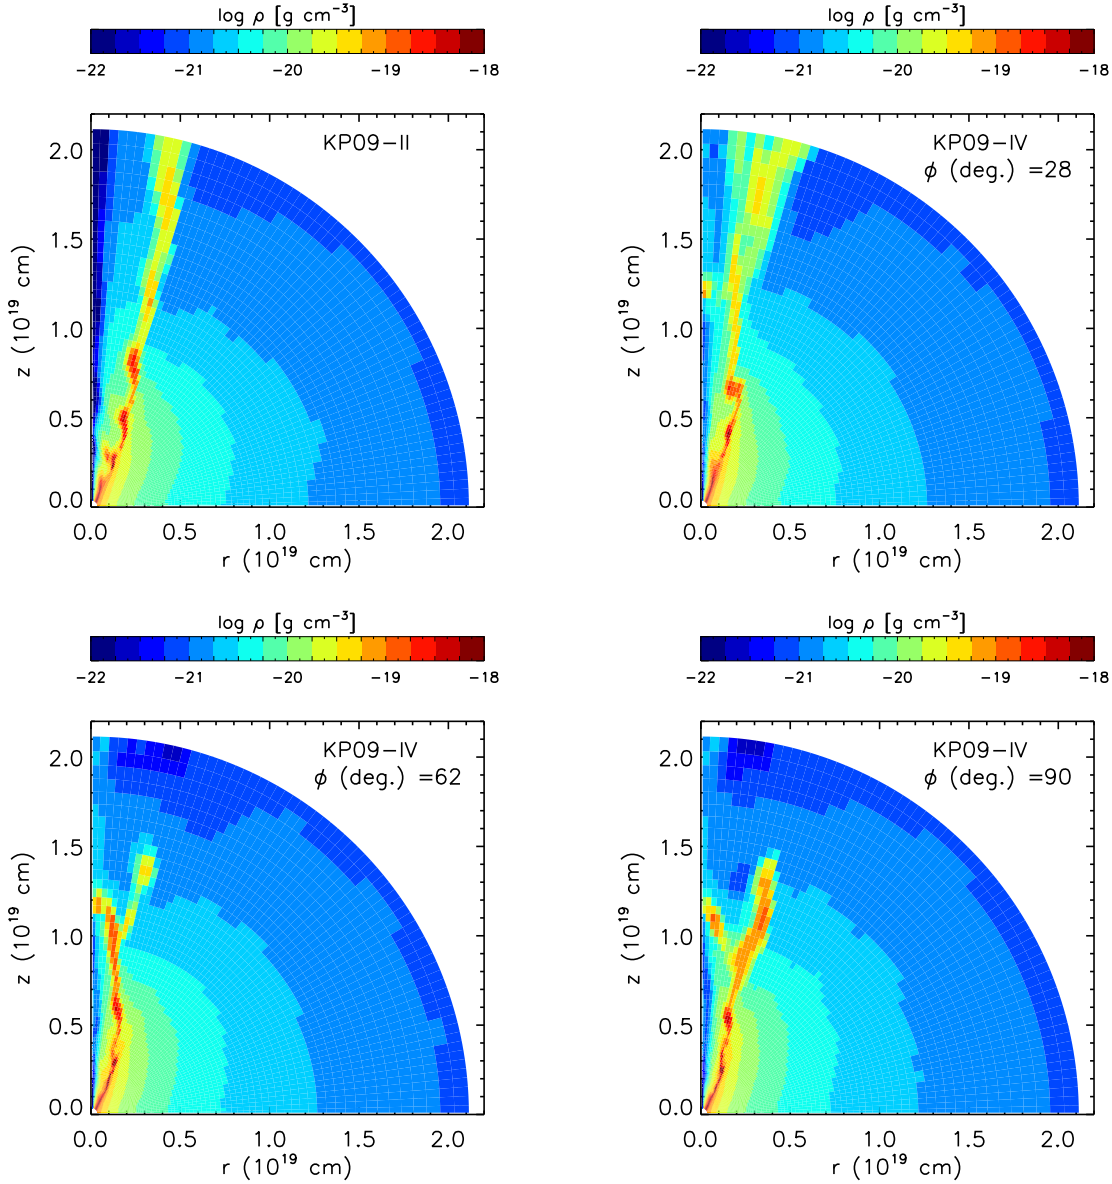 log ρ [g cm⁻³]
−22 −21 −20 −19 −18
KP09−II
2.0
1.5
1.0
0.5
0.0
z (10¹⁹ cm)
0.0 0.5 1.0 1.5 2.0
r (10¹⁹ cm)
log ρ [g cm⁻³]
−22 −21 −20 −19 −18
KP09−IV
ϕ (deg.) =28
2.0
1.5
1.0
0.5
0.0
z (10¹⁹ cm)
0.0 0.5 1.0 1.5 2.0
r (10¹⁹ cm)
log ρ [g cm⁻³]
−22 −21 −20 −19 −18
KP09−IV
ϕ (deg.) =62
2.0
1.5
1.0
0.5
0.0
z (10¹⁹ cm)
0.0 0.5 1.0 1.5 2.0
r (10¹⁹ cm)
log ρ [g cm⁻³]
−22 −21 −20 −19 −18
KP09−IV
ϕ (deg.) =90
2.0
1.5
1.0
0.5
0.0
z (10¹⁹ cm)
0.0 0.5 1.0 1.5 2.0
r (10¹⁹ cm)